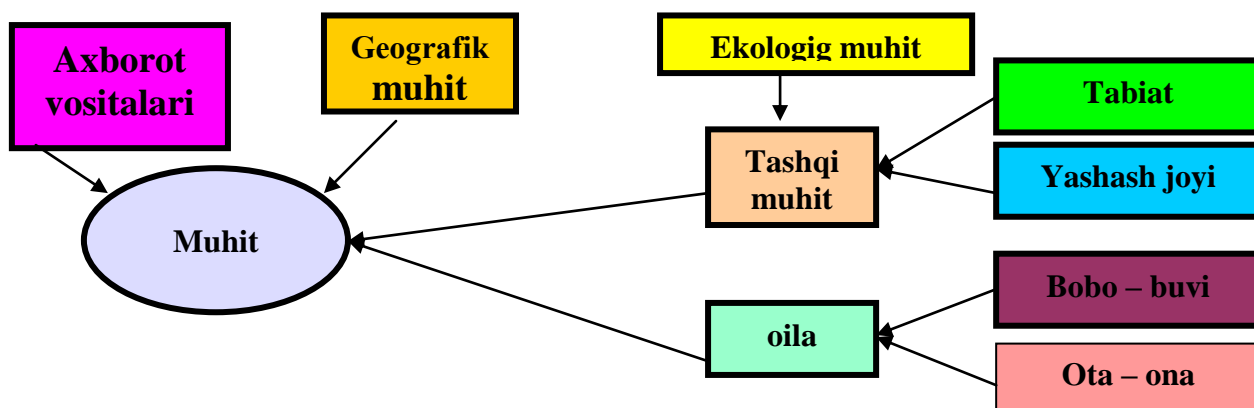 Axborot
vositalari
Geografik
muhit
Ekologig muhit
Tabiat
Tashqi
muhit
Yashash joyi
Muhit
Bobo – buvi
oila
Ota – ona